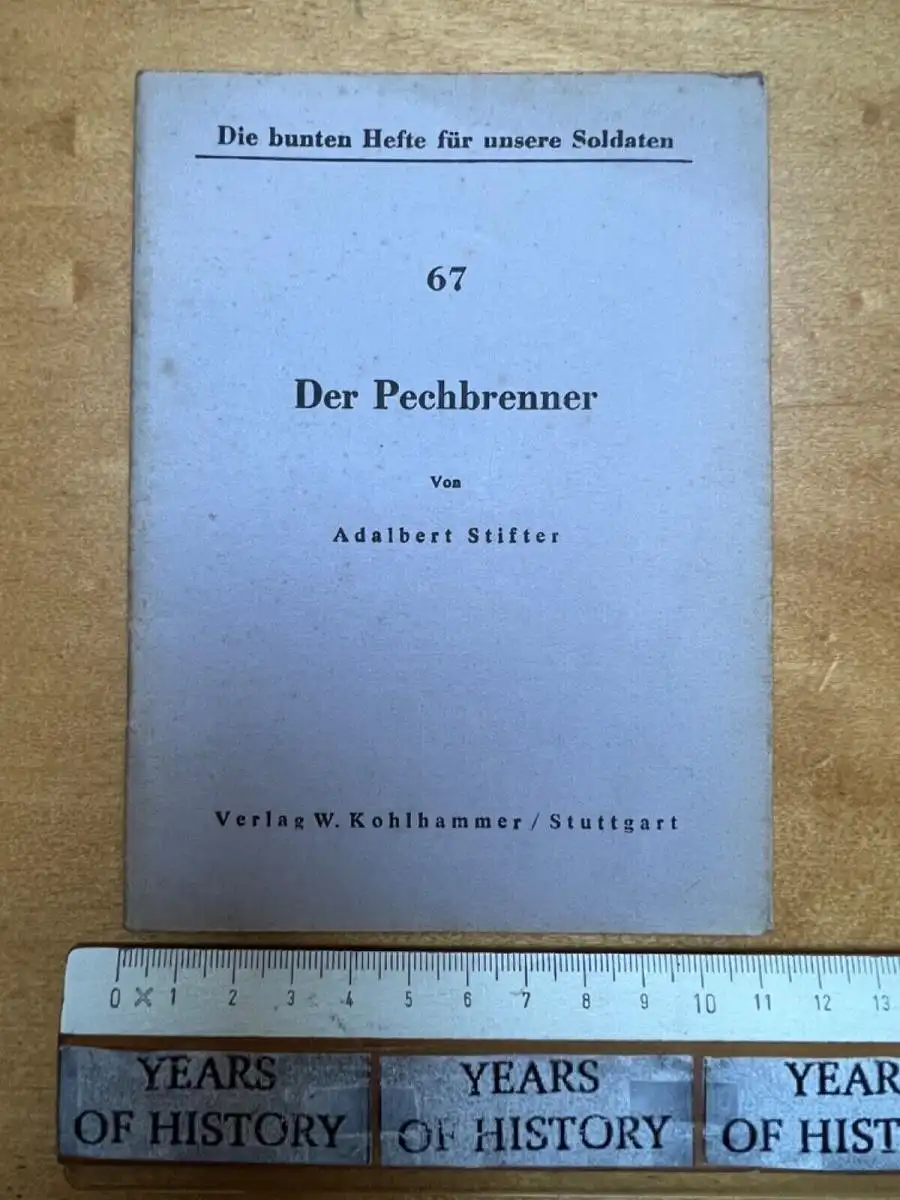 Die bunten Hefte für unsere Soldaten
67
Der Pechbrenner
Von
Adalbert Stifter
Verlag W. Kohlhammer / Stuttgart
0 1 2 3 4 5 6 7 8 9 10 11 12 13
YEARS YEARS YEAR
OF HISTORY OF HISTORY OF HIST